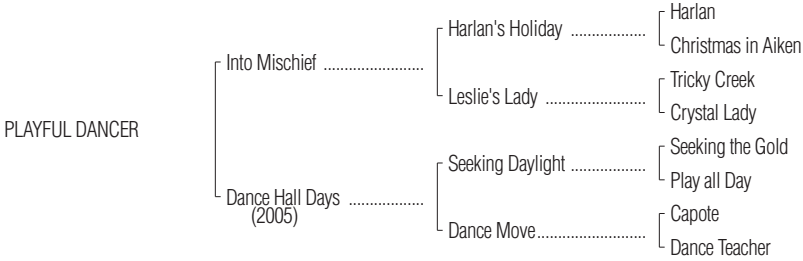 Harlan
Harlan's Holiday ....................
Christmas in Aiken
Into Mischief ...........................
Tricky Creek
Leslie's Lady ...........................
Crystal Lady
PLAYFUL DANCER
Seeking the Gold
Seeking Daylight ....................
Play all Day
Dance Hall Days ....................
(2005)
Capote
Dance Move.............................
Dance Teacher